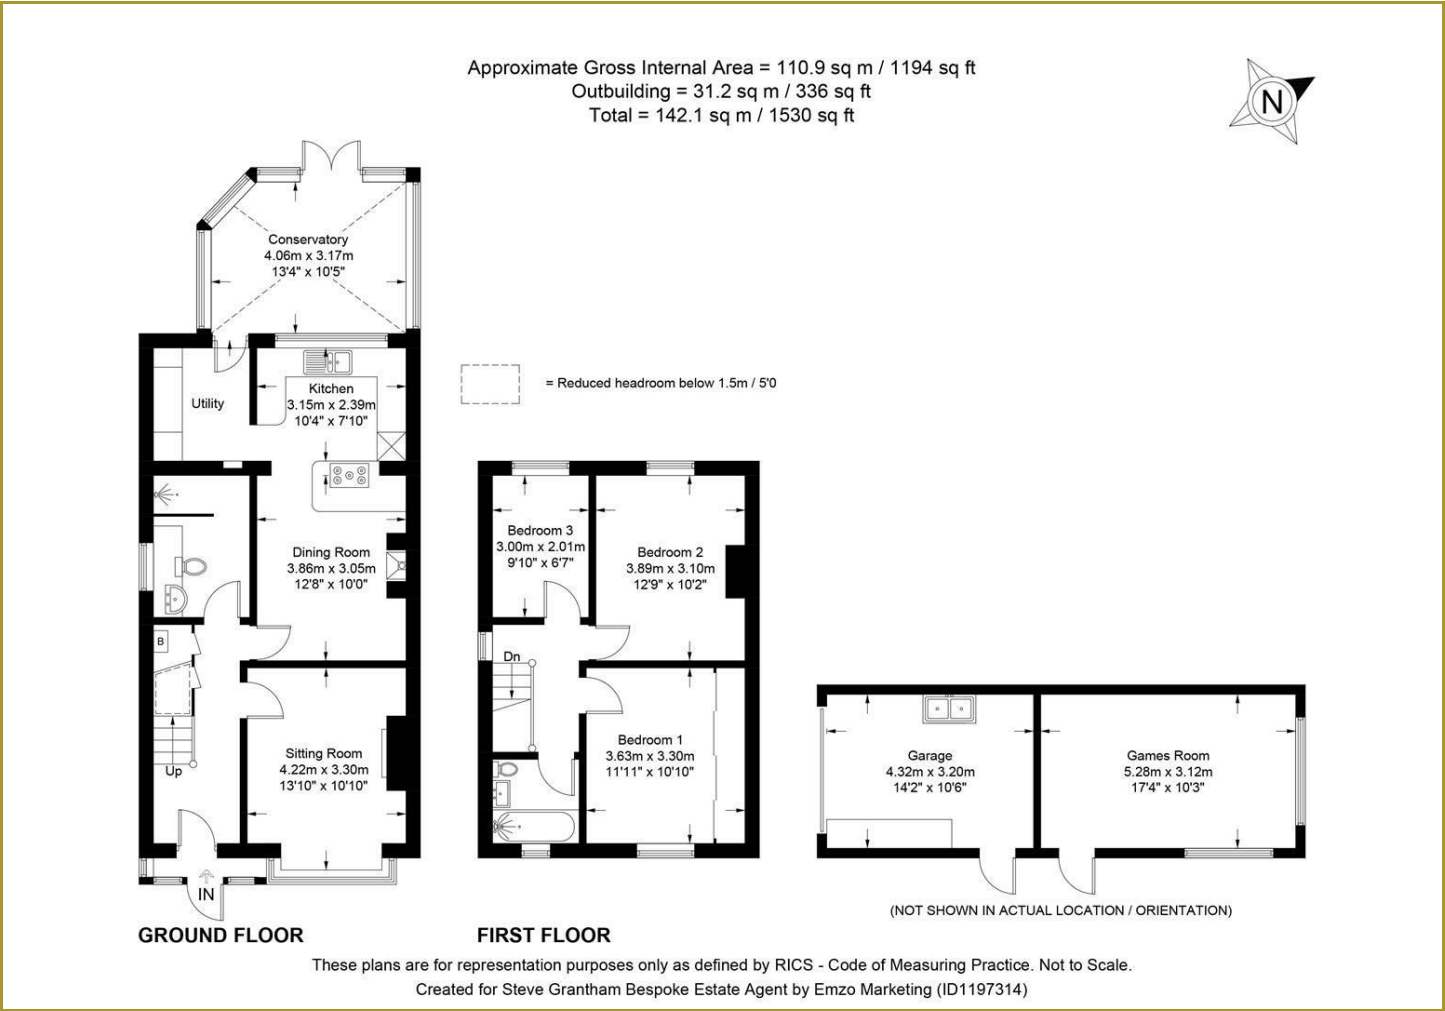 Approximate Gross Internal Area = 110.9 sq m / 1194 sq ft
Outbuilding = 31.2 sq m / 336 sq ft
Total = 142.1 sq m / 1530 sq ft
N
Conservatory
4.06m x 3.17m
13'4" x 10'5"
= Reduced headroom below 1.5m / 5'0
Utility
Kitchen
3.15m x 2.39m
10'4" x 7'10"
Dining Room
3.86m x 3.05m
12'8" x 10'0"
B
Up
Sitting Room
4.22m x 3.30m
13'10" x 10'10"
IN
GROUND FLOOR
Bedroom 3
3.00m x 2.01m
9'10" x 6'7"
Bedroom 2
3.89m x 3.10m
12'9" x 10'2"
Dn
Bedroom 1
3.63m x 3.30m
11'11" x 10'10"
FIRST FLOOR
Garage
4.32m x 3.20m
14'2" x 10'6"
Games Room
5.28m x 3.12m
17'4" x 10'3"
(NOT SHOWN IN ACTUAL LOCATION / ORIENTATION)
These plans are for representation purposes only as defined by RICS - Code of Measuring Practice. Not to Scale.
Created for Steve Grantham Bespoke Estate Agent by Emzo Marketing (ID1197314)